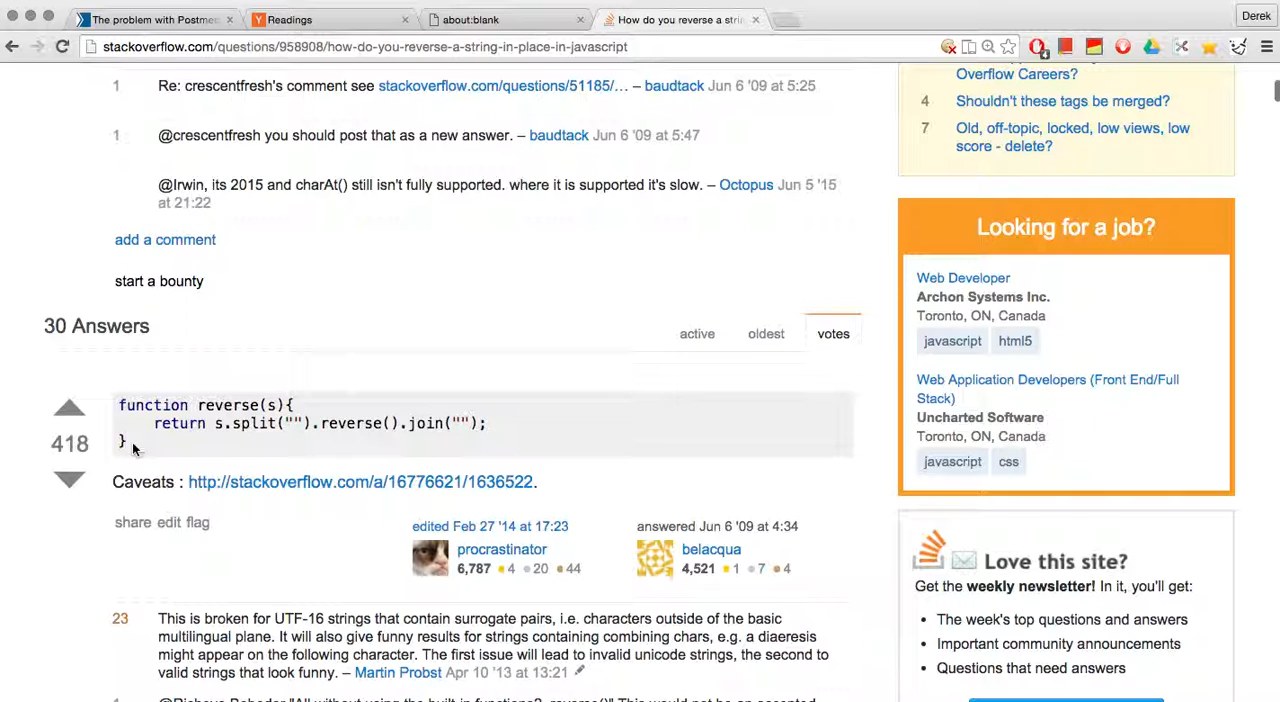 The problem with Postmed
Readings
about:blank
How do you reverse a strin
Derek
stackoverflow.com/questions/958908/how-do-you-reverse-a-string-in-place-in-javascript
1 Re: crescentfresh's comment see stackoverflow.com/questions/51185/… – baudtack Jun 6 '09 at 5:25
1 @crescentfresh you should post that as a new answer. – baudtack Jun 6 '09 at 5:47
@Irwin, its 2015 and charAt() still isn't fully supported. where it is supported it's slow. – Octopus Jun 5 '15
at 21:22
add a comment
start a bounty
30 Answers
active oldest votes
418
function reverse(s){
return s.split("").reverse().join("");
}
Caveats : http://stackoverflow.com/a/16776621/1636522.
share edit flag
edited Feb 27 '14 at 17:23
procrastinator
6,787 4 20 44
answered Jun 6 '09 at 4:34
belacqua
4,521 1 7 4
23 This is broken for UTF-16 strings that contain surrogate pairs, i.e. characters outside of the basic
multilingual plane. It will also give funny results for strings containing combining chars, e.g. a diaeresis
might appear on the following character. The first issue will lead to invalid unicode strings, the second to
valid strings that look funny. – Martin Probst Apr 10 '13 at 13:21
Overflow Careers?
4 Shouldn't these tags be merged?
7 Old, off-topic, locked, low views, low
score - delete?
Looking for a job?
Web Developer
Archon Systems Inc.
Toronto, ON, Canada
javascript html5
Web Application Developers (Front End/Full
Stack)
Uncharted Software
Toronto, ON, Canada
javascript css
Love this site?
Get the weekly newsletter! In it, you'll get:
• The week's top questions and answers
• Important community announcements
• Questions that need answers